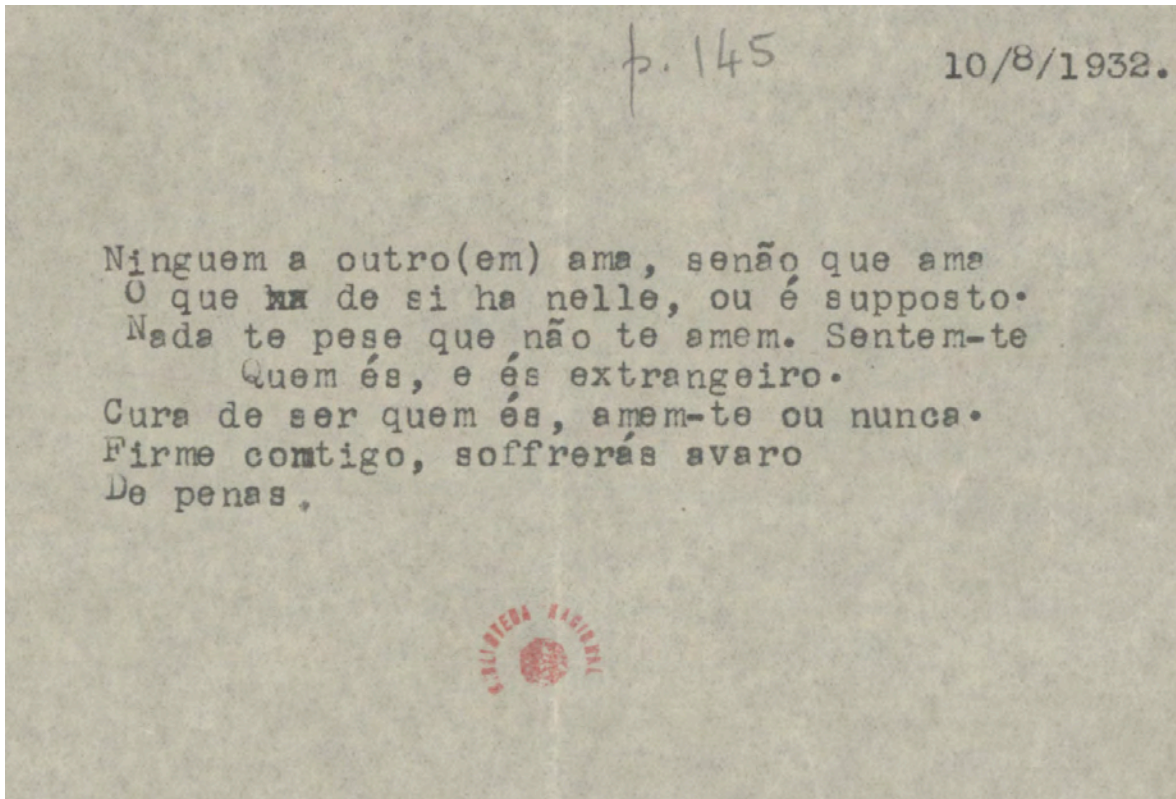 p. 145
10/8/1932.
Ninguem a outro(em) ama, senão que ama
O que de si ha nelle, ou é supposto.
Nada te pese que não te amem. Sentem-te
Quem és, e és extrangeiro.
Cura de ser quem és, amem-te ou nunca.
Firme comtigo, soffrerás avaro
De penas.
BIBLIOTECA NACIONAL